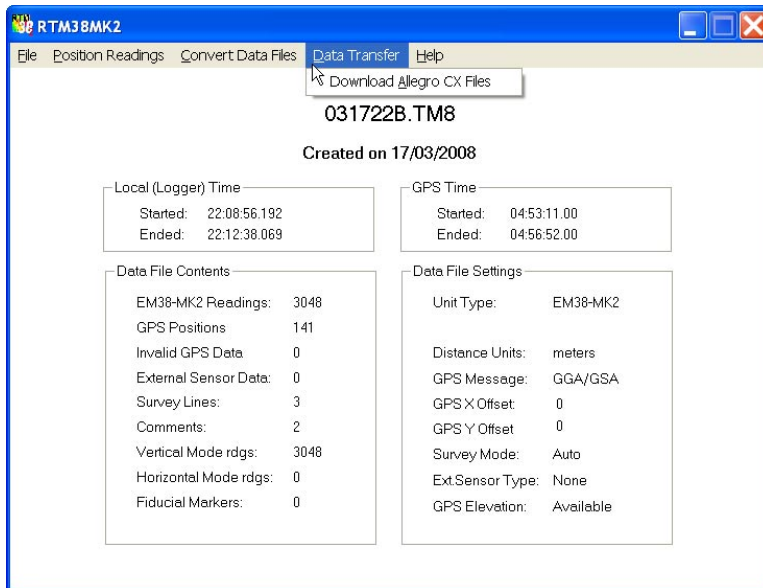 RTM38MK2
File Position Readings Convert Data Files Data Transfer Help
Download Allegro CX Files
031722B.TM8
Created on 17/03/2008
Local (Logger) Time
Started: 22:08:56.192
Ended: 22:12:38.069
GPS Time
Started: 04:53:11.00
Ended: 04:56:52.00
Data File Contents
EM38-MK2 Readings: 3048
GPS Positions 141
Invalid GPS Data 0
External Sensor Data: 0
Survey Lines: 3
Comments: 2
Vertical Mode rdgs: 3048
Horizontal Mode rdgs: 0
Fiducial Markers: 0
Data File Settings
Unit Type: EM38-MK2
Distance Units: meters
GPS Message: GGA/GSA
GPS X Offset: 0
GPS Y Offset 0
Survey Mode: Auto
Ext.Sensor Type: None
GPS Elevation: Available